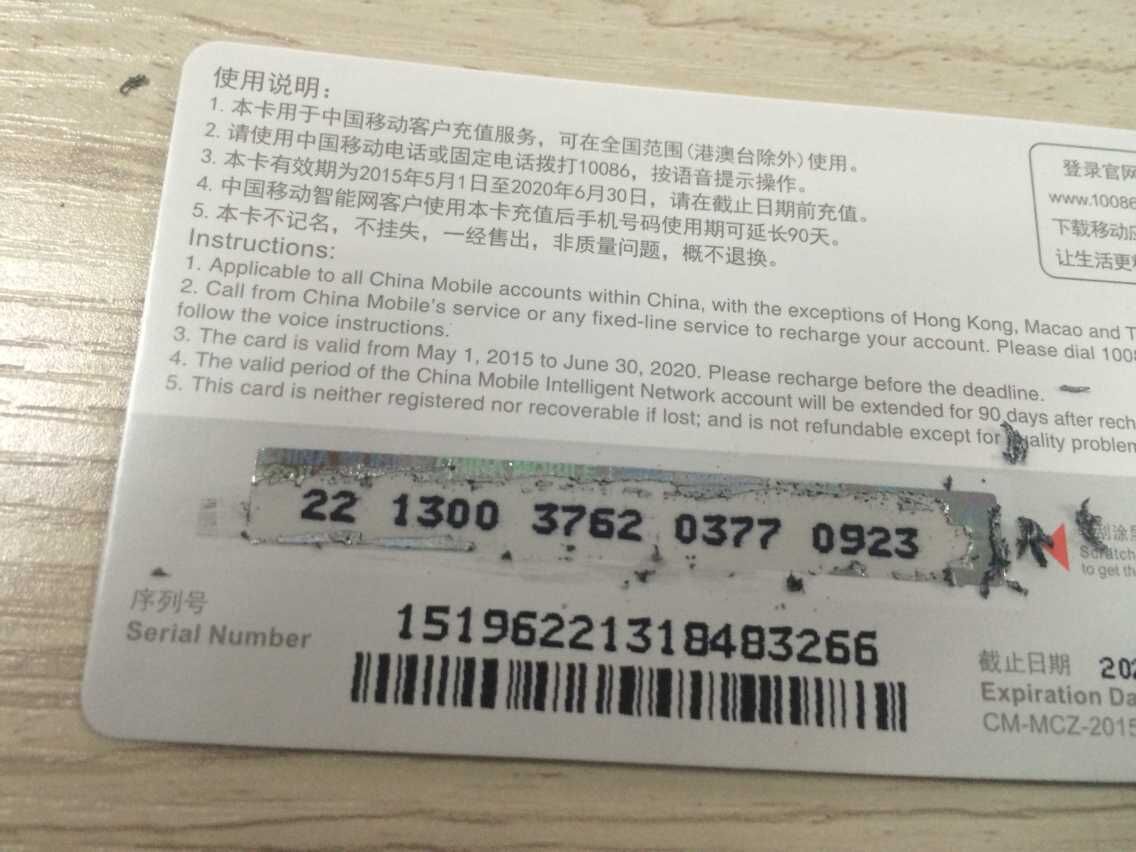 使用说明:
1. 本卡用于中国移动客户充值服务，可在全国范围(港澳台除外)使用。
2. 请使用中国移动电话或固定电话拨打10086，按语音提示操作。
3. 本卡有效期为2015年5月1日至2020年6月30日，请在截止日期前充值。
4. 中国移动智能网客户使用本卡充值后手机号码使用期可延长90天。
5. 本卡不记名，不挂失，一经售出，非质量问题，概不退换。
Instructions:
1. Applicable to all China Mobile accounts within China, with the exceptions of Hong Kong, Macao and
2. Call from China Mobile's service or any fixed-line service to recharge your account. Please dial 1008
follow the voice instructions.
3. The card is valid from May 1, 2015 to June 30, 2020. Please recharge before the deadline.
4. The valid period of the China Mobile Intelligent Network account will be extended for 90 days after
5. This card is neither registered nor recoverable if lost; and is not refundable except for
登录官网
www.10086
下载移动
让生活更
CHINA MOBILE
22 1300 3762 0377 0923
刮涂
Scratch
to get the
序列号
Serial Number
15196221318483266
截止日期 202
Expiration Da
CM-MCZ-2015